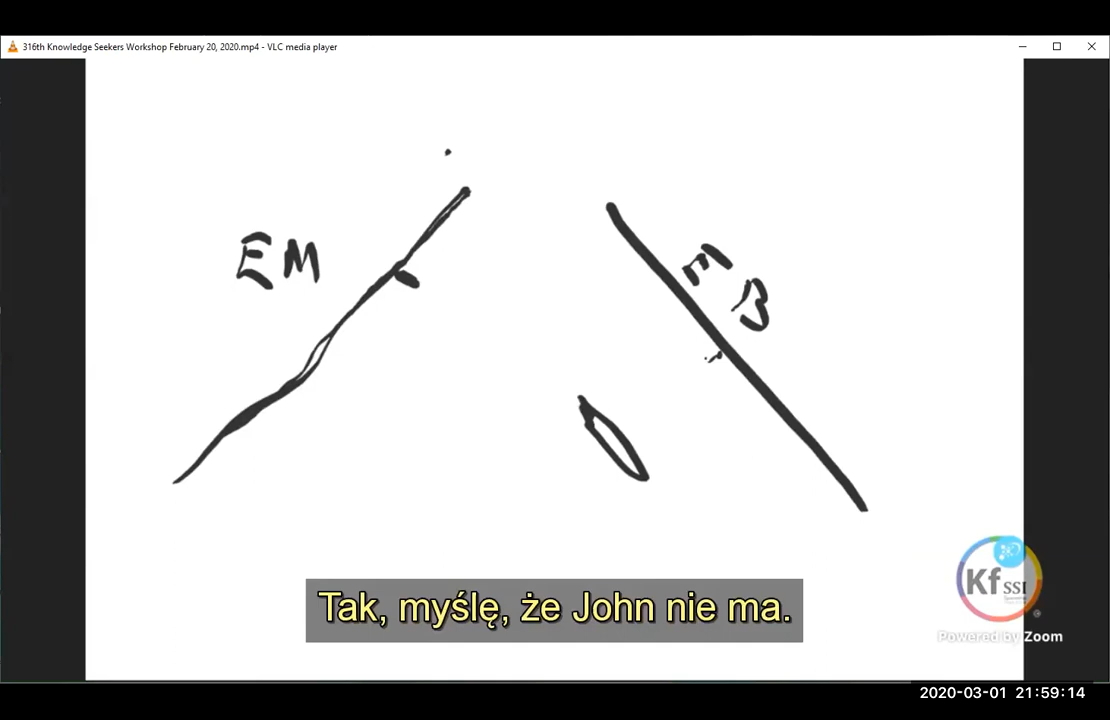 316th Knowledge Seekers Workshop February 20, 2020.mp4 - VLC media player
EM
Tak, myślę, że John nie ma.
Kf SSI
Powered by Zoom
2020-03-01 21:59:14